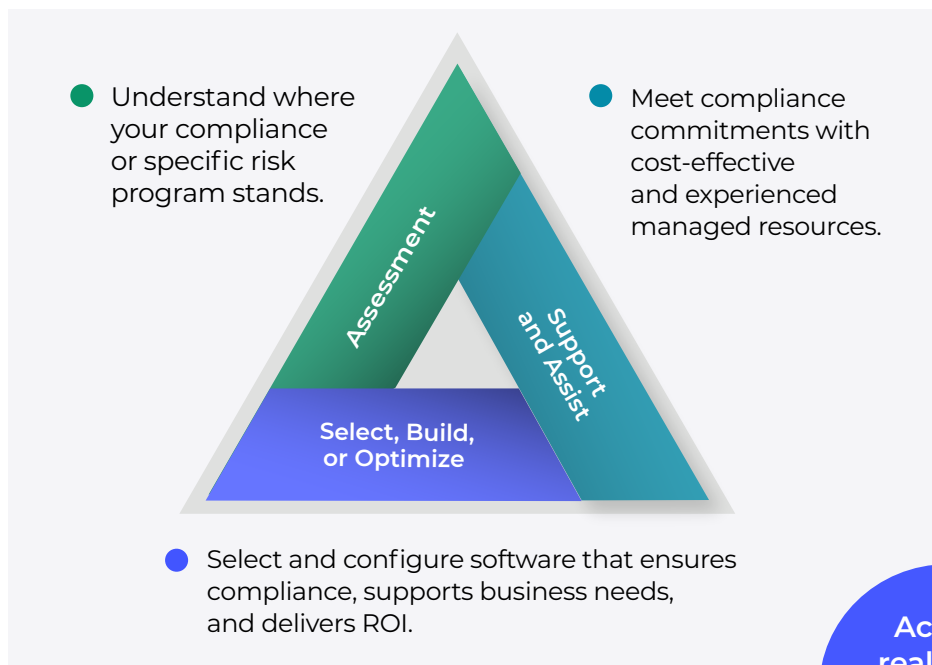 Understand where
your compliance
or specific risk
program stands.
Meet compliance
commitments with
cost-effective
and experienced
managed resources.
Assessment
Support
and Assist
Select, Build,
or Optimize
Select and configure software that ensures
compliance, supports business needs,
and delivers ROI.